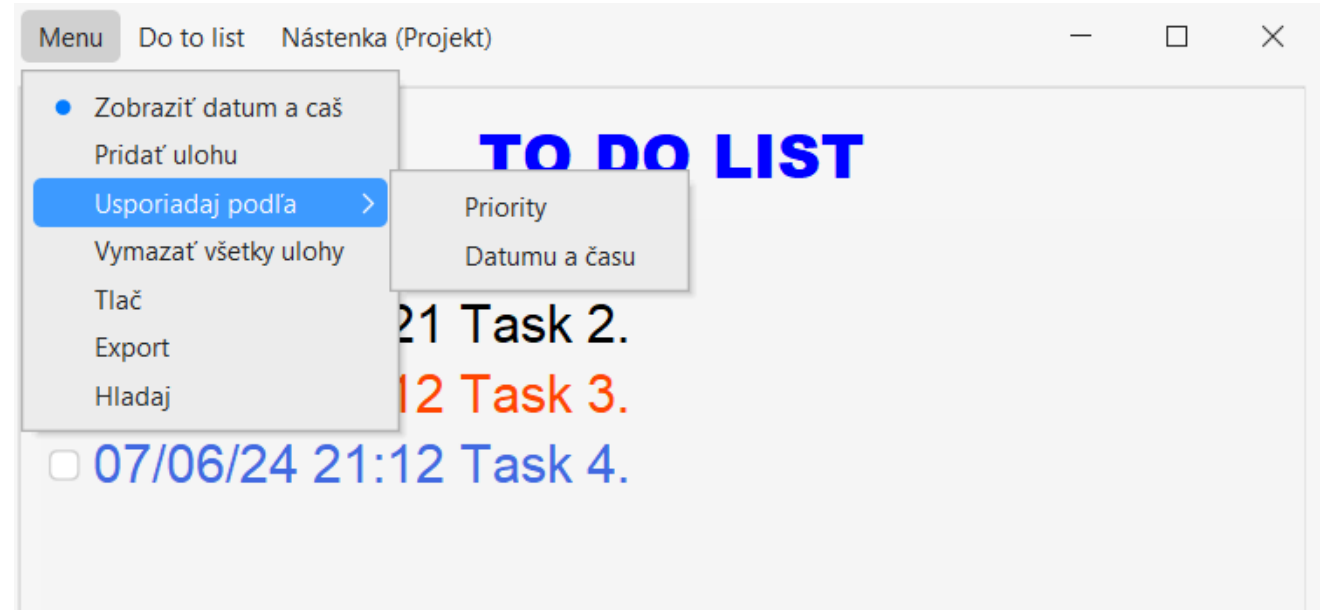 Menu Do to list Nástenka (Projekt)
Zobraziť datum a caš
TO DO LIST
Pridať ulohu
Usporiadaj podľa
Priority
Vymazať všetky ulohy
Datumu a času
Tlač
21 Task 2.
Export
12 Task 3.
Hladaj
07/06/24 21:12 Task 4.